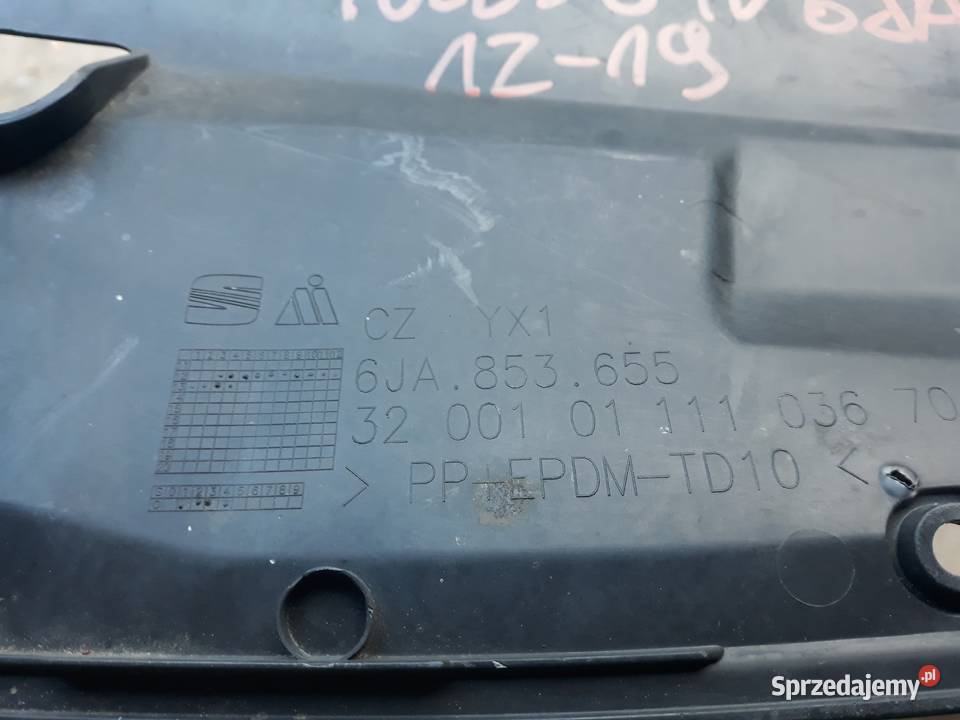 12-19
CZ YX1
6JA.853.655
32 001 01 111 036 70
> PP+EPDM-TD10 <
Sprzedajemy.pl